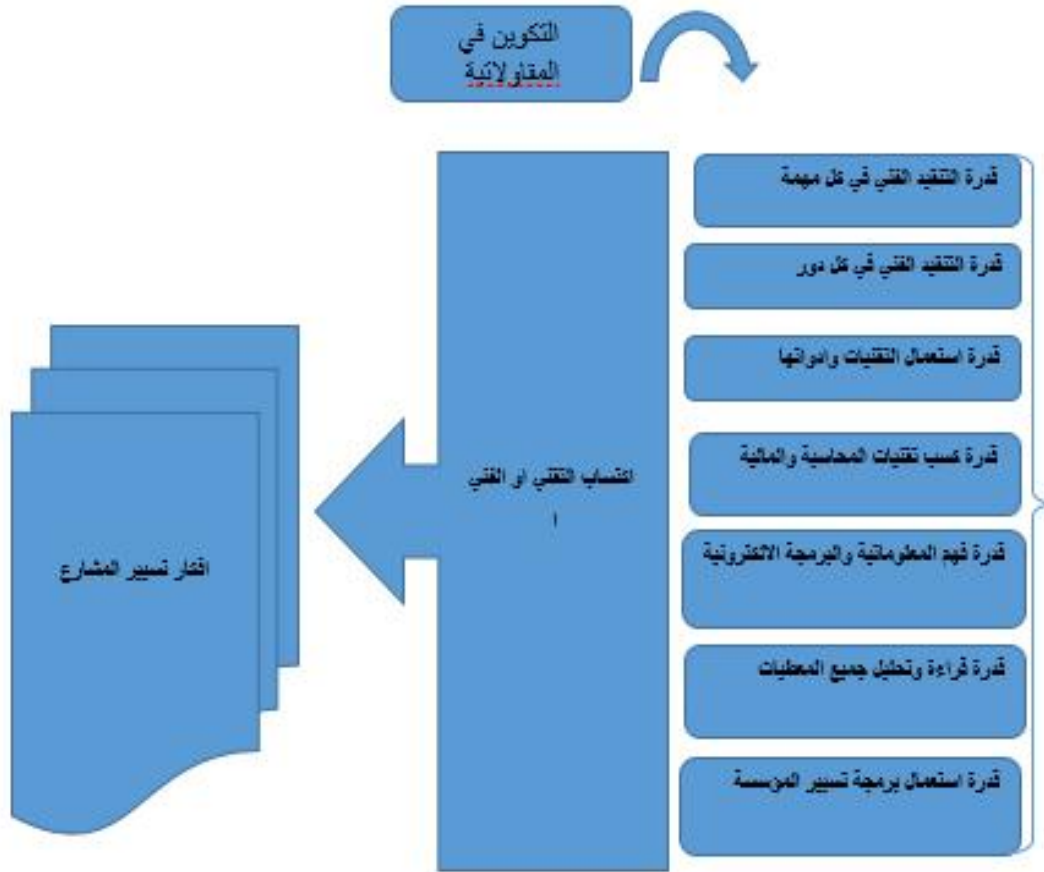 التكوين في
المقاولاتية
قدرة التنفيذ الفني في كل مهمة
قدرة التنفيذ الفني في كل دور
قدرة استعمال التقنيات وادواتها
قدرة كسب تقنيات المحاسبة والمالية
قدرة فهم المعلوماتية والبرمجة الالكترونية
قدرة قراءة وتحليل جميع المعطيات
قدرة استعمال برمجة تسيير المؤسسة
اكتساب التقني او الفني
ا
افكار تسيير المشارع